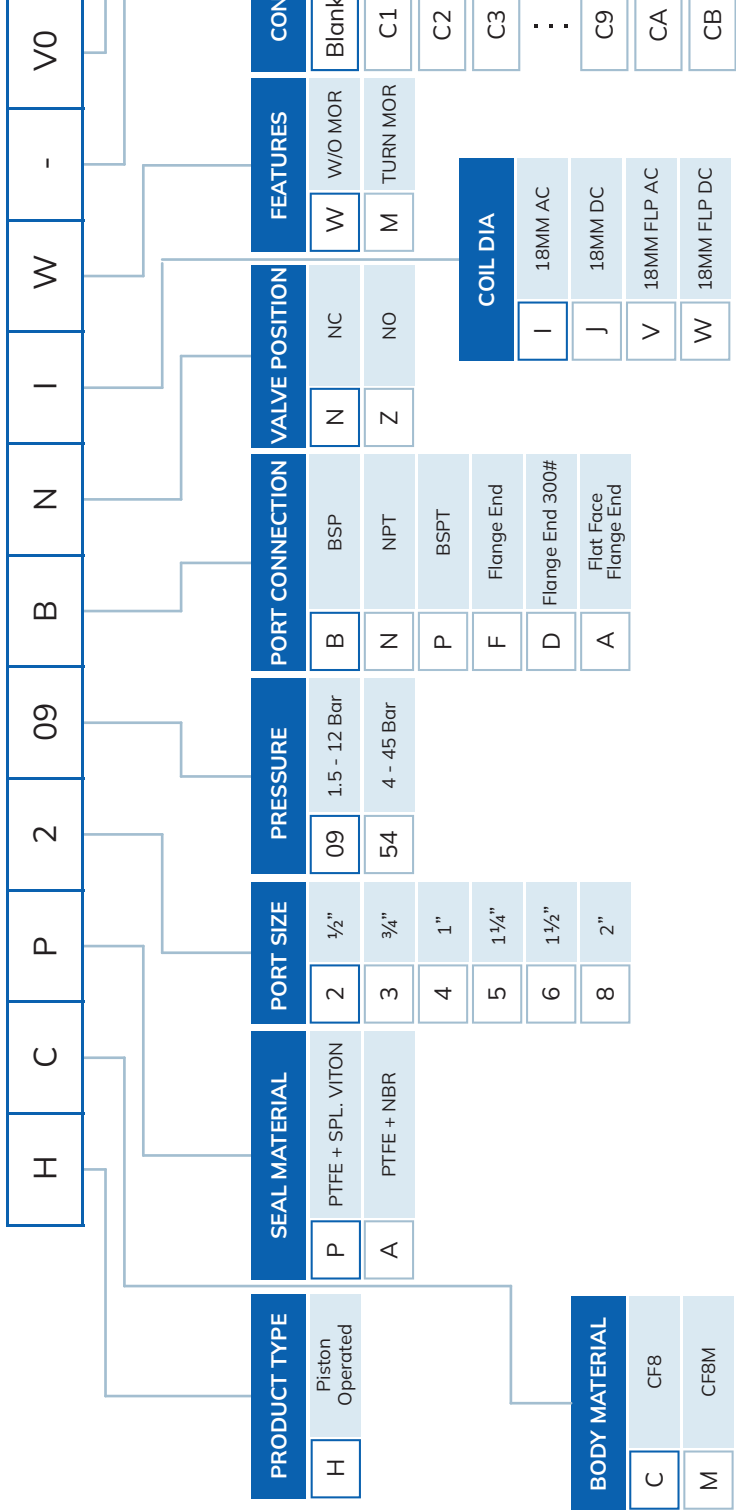 H C P 2 09 B N I W - V0
PRODUCT TYPE
H Piston
Operated
BODY MATERIAL
C CF8
M CF8M
SEAL MATERIAL
P PTFE + SPL. VITON
A PTFE + NBR
PORT SIZE
2 ½”
3 ¾”
4 1”
5 1¼”
6 1½”
8 2”
PRESSURE
09 1.5 - 12 Bar
54 4 - 45 Bar
PORT CONNECTION
B BSP
N NPT
P BSPT
F Flange End
D Flange End 300#
A Flat Face
Flange End
VALVE POSITION
N NC
Z NO
COIL DIA
I 18MM AC
J 18MM DC
V 18MM FLP AC
W 18MM FLP DC
FEATURES
W W/O MOR
M TURN MOR
Blank
C1
C2
C3
...
C9
CA
CB